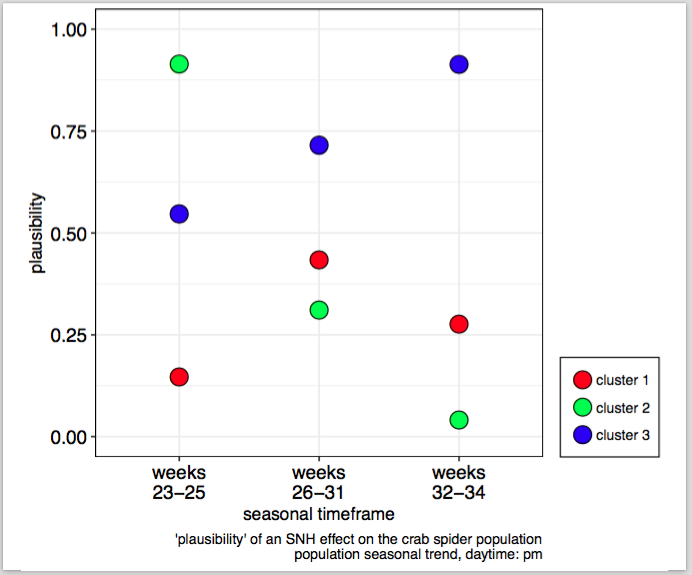 1.00
0.75
0.50
0.25
0.00
plausibility
weeks
23–25
weeks
26–31
weeks
32–34
seasonal timeframe
cluster 1
cluster 2
cluster 3
'plausibility' of an SNH effect on the crab spider population
population seasonal trend, daytime: pm